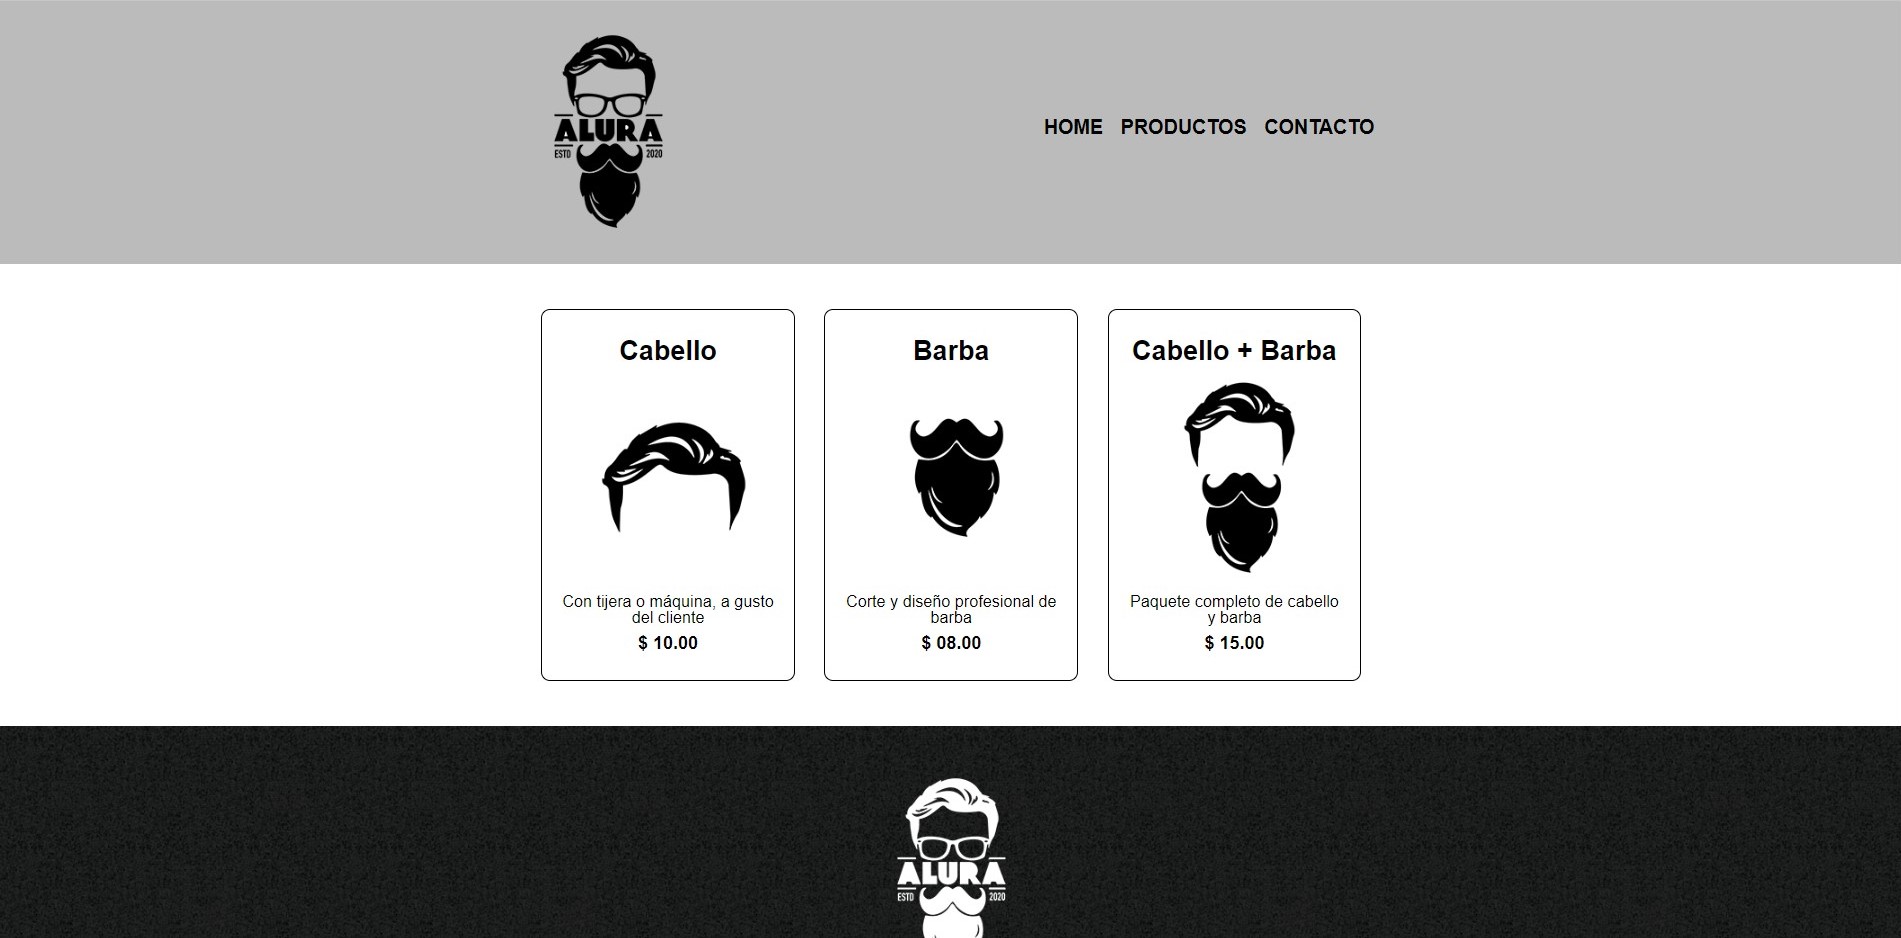 ALURA
ESTD 2020
HOME PRODUCTOS CONTACTO
Cabello
Con tijera o máquina, a gusto
del cliente
$ 10.00
Barba
Corte y diseño profesional de
barba
$ 08.00
Cabello + Barba
Paquete completo de cabello
y barba
$ 15.00
ALURA
ESTD 2020